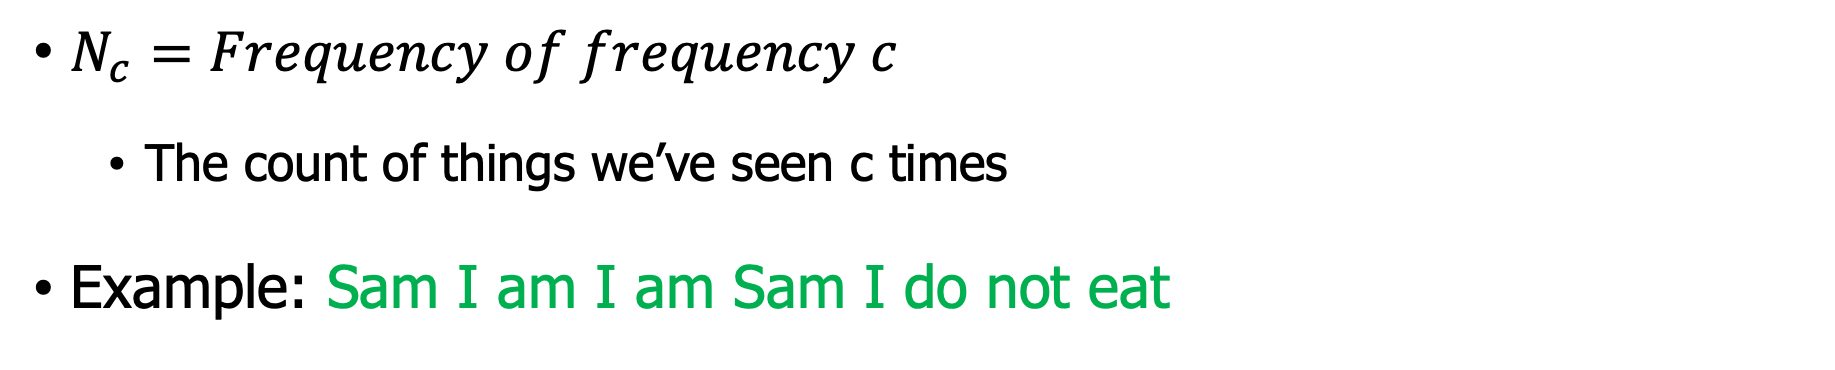 • N_c = Frequency of frequency c
• The count of things we’ve seen c times
• Example: Sam I am I am Sam I do not eat